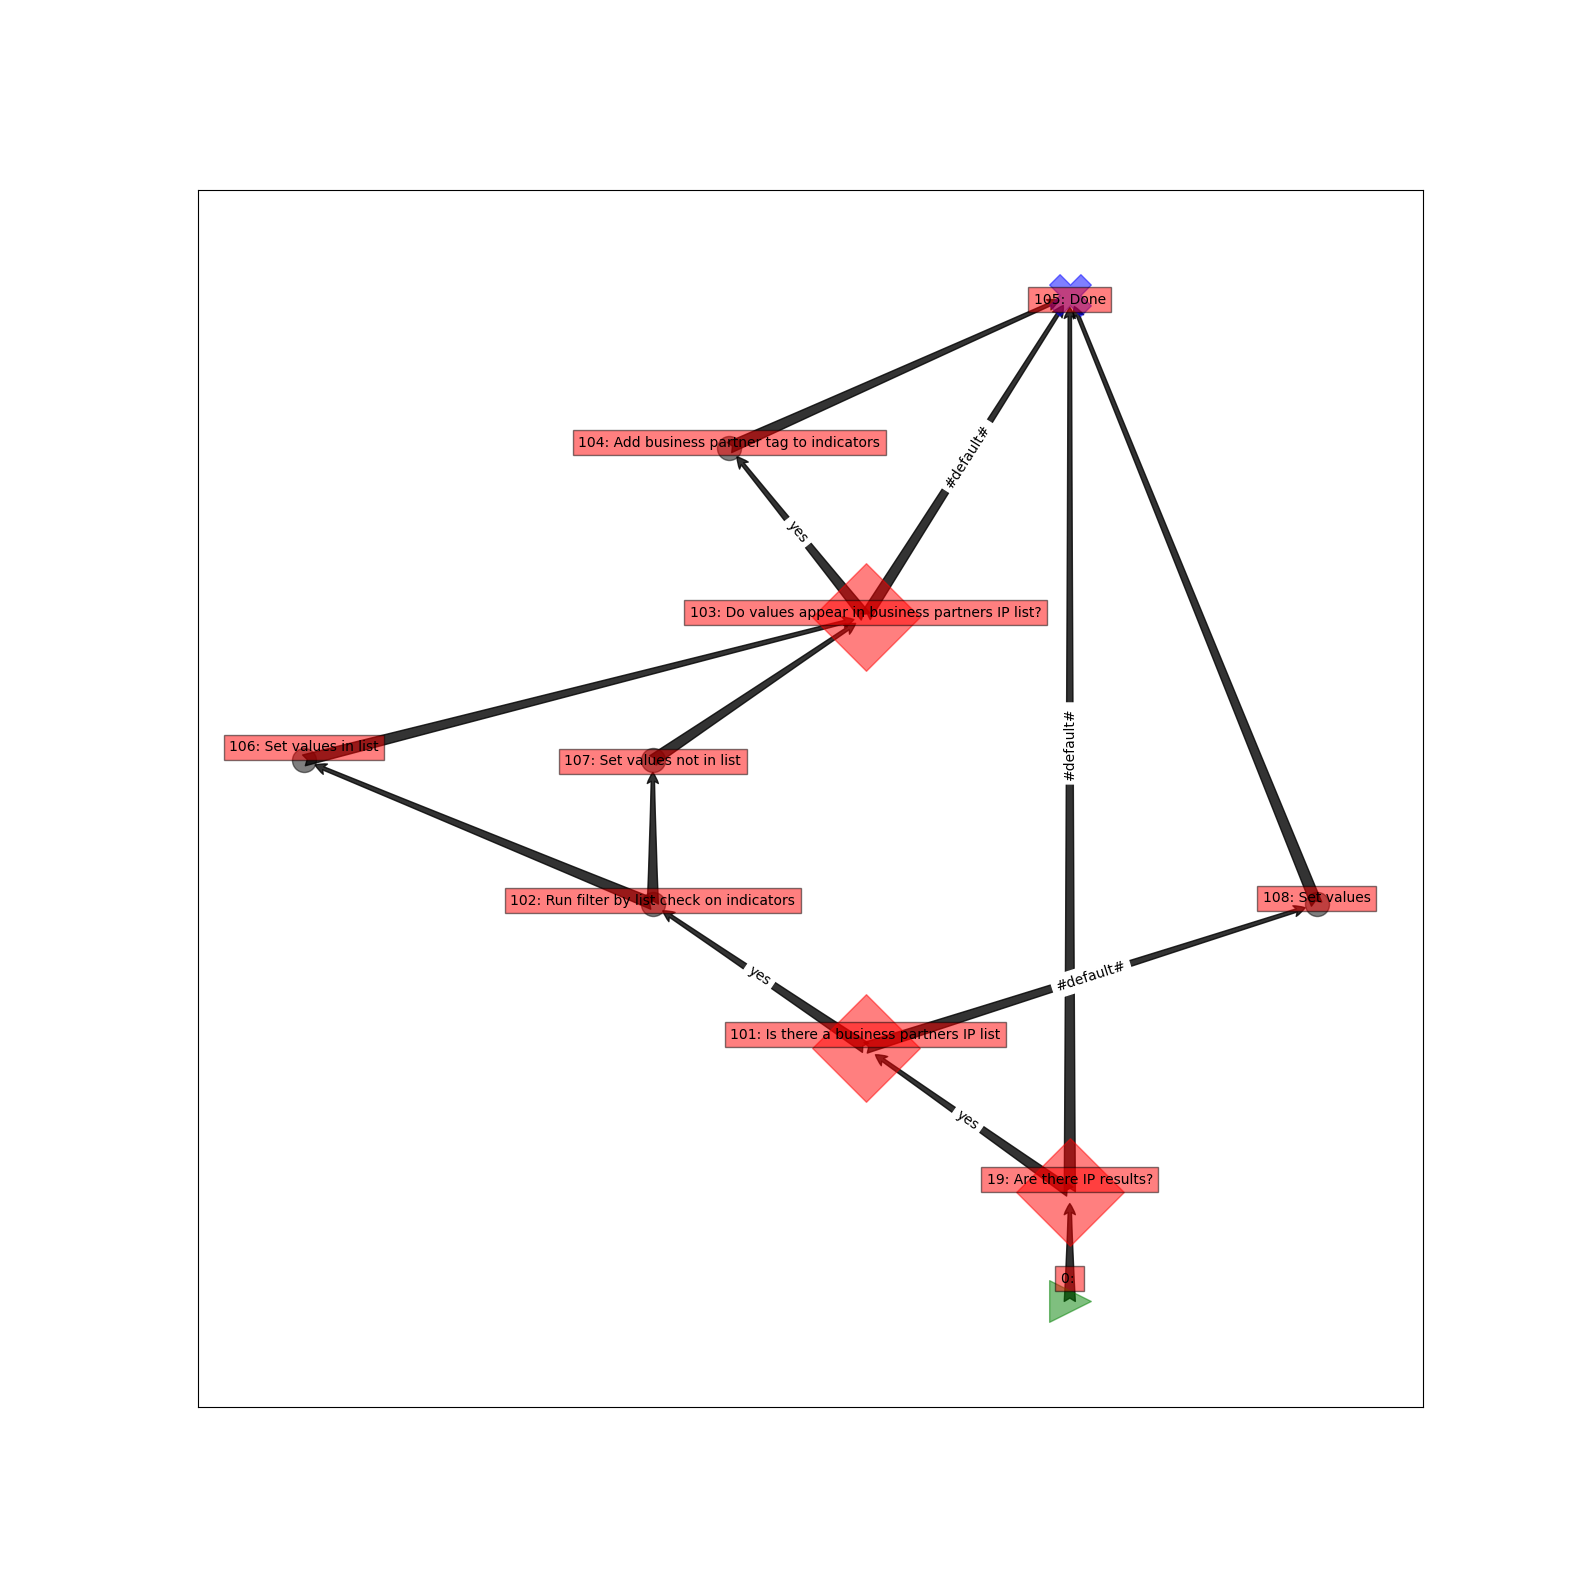 105: Done
104: Add business partner tag to indicators
#default#
yes
103: Do values appear in business partners IP list?
106: Set values in list
107: Set values not in list
#default#
102: Run filter by list check on indicators
108: Set values
yes
#default#
101: Is there a business partners IP list
yes
19: Are there IP results?
0: